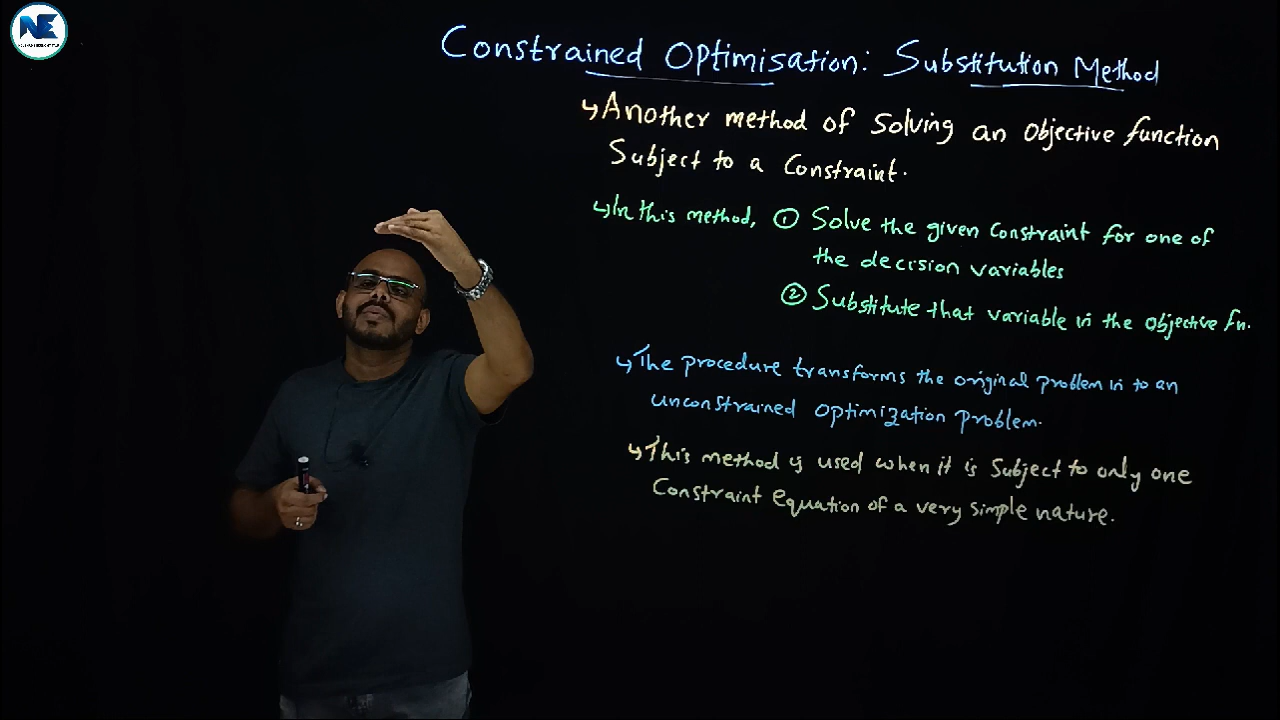 NE
Constrained Optimisation: Substitution Method
↳ Another method of solving an objective function
Subject to a Constraint.
↳ In this method, ① Solve the given constraint for one of
the decision variables
② Substitute that variable in the objective fn.
↳ The procedure transforms the original problem in to an
unconstrained optimization problem.
↳ This method is used when it is subject to only one
Constraint equation of a very simple nature.